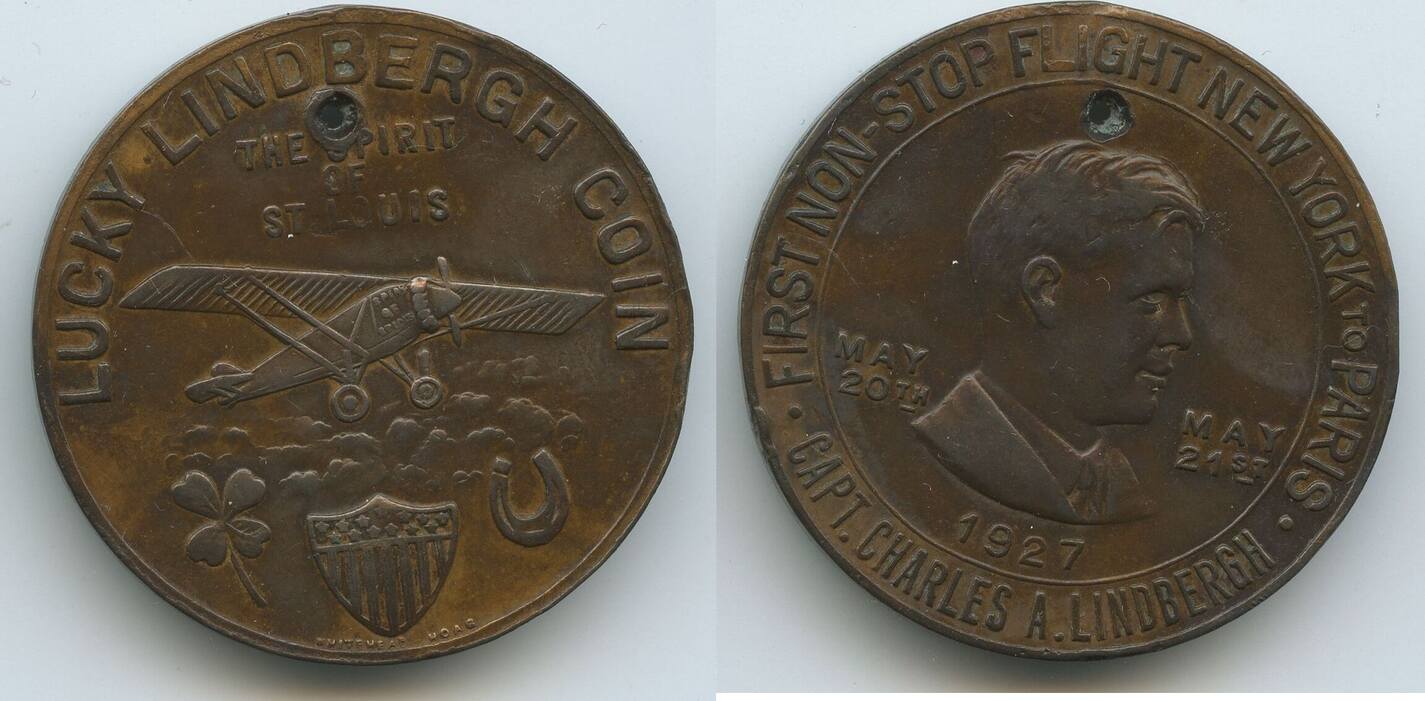 LUCKY LINDBERGH COIN
THE SPIRIT
OF
ST. LOUIS
WHITEHEAD HOAG
FIRST NON-STOP FLIGHT NEW YORK TO PARIS
MAY
20TH
MAY
21ST.
1927
· CAPT. CHARLES A. LINDBERGH ·